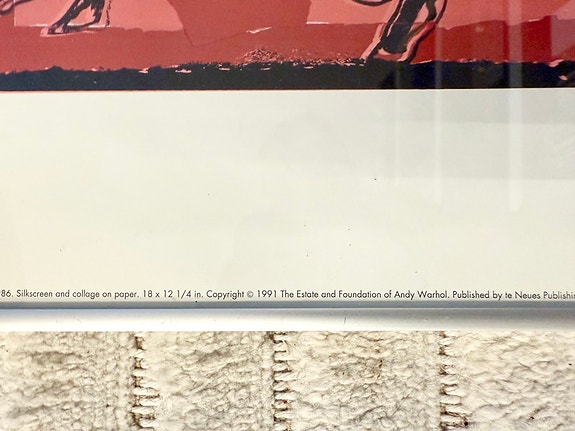 86. Silkscreen and collage on paper. 18 x 12 1/4 in. Copyright © 1991 The Estate and Foundation of Andy Warhol. Published by te Neues Publishin